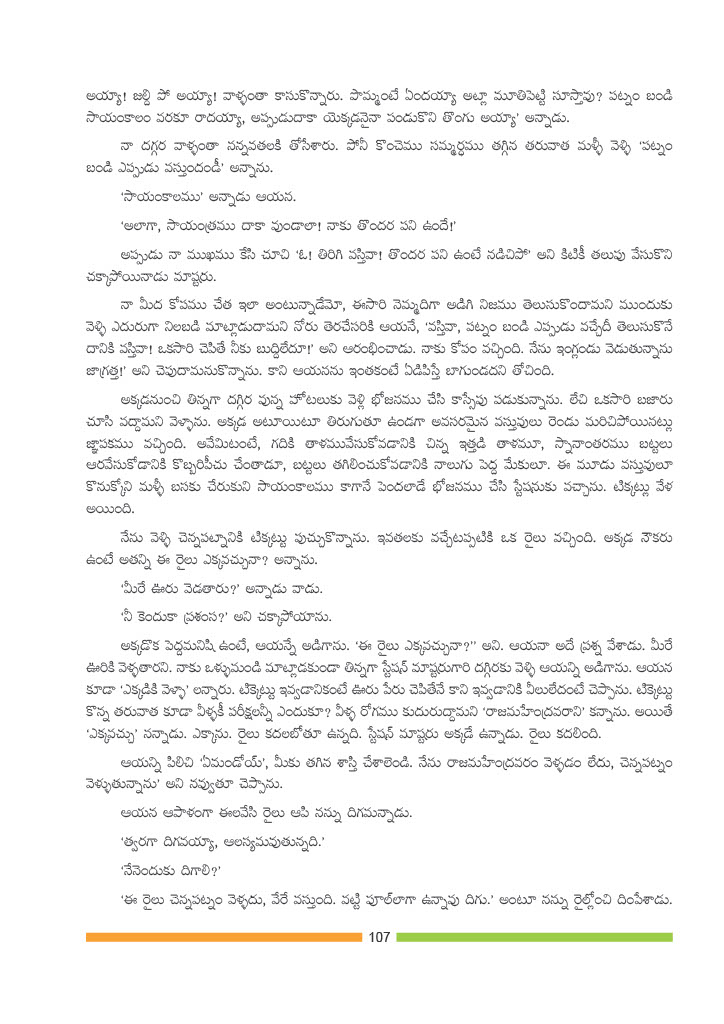 అయ్యా! జల్ది పో అయ్యా! వాళ్ళంతా కాసుకొన్నారు. పొమ్మంటే ఏందయ్యా అట్లా మూతిపెట్టి సూస్తావు? పట్నం బండి
సాయంకాలం వరకూ రాదయ్యా, అప్పుడుదాకా యెక్కడనైనా పండుకొని తొంగు అయ్యా' అన్నాడు.
నా దగ్గర వాళ్ళంతా నన్నవతలకి తోసేశారు. పోనీ కొంచెము సమ్మర్ధము తగ్గిన తరువాత మళ్ళీ వెళ్ళి 'పట్నం
బండి ఎప్పుడు వస్తుందండీ' అన్నాను.
'సాయంకాలము' అన్నాడు ఆయన.
'అలాగా, సాయంత్రము దాకా వుండాలా! నాకు తొందర పని ఉందే!'
అప్పుడు నా ముఖము కేసి చూచి 'ఓ! తిరిగి వస్తివా! తొందర పని ఉంటే నడిచిపో' అని కిటికీ తలుపు వేసుకొని
చక్కాపోయినాడు మాష్టరు.
నా మీద కోపము చేత ఇలా అంటున్నాడేమో, ఈసారి నెమ్మదిగా అడిగి నిజము తెలుసుకొందామని ముందుకు
వెళ్ళి ఎదురుగా నిలబడి మాట్లాడుదామని నోరు తెరచేసరికి ఆయనే, 'వస్తివా, పట్నం బండి ఎప్పుడు వచ్చేదీ తెలుసుకొనే
దానికి వస్తివా! ఒకసారి చెపితే నీకు బుద్ధిలేదూ!' అని ఆరంభించాడు. నాకు కోపం వచ్చింది. నేను ఇంగ్లండు వెడుతున్నాను
జాగ్రత్త!' అని చెపుదామనుకొన్నాను. కాని ఆయనను ఇంతకంటే ఏడిపిస్తే బాగుండదని తోచింది.
అక్కడనుంచి తిన్నగా దగ్గిర వున్న హోటలుకు వెళ్లి భోజనము చేసి కాస్సేపు పడుకున్నాను. లేచి ఒకసారి బజారు
చూసి వద్దామని వెళ్ళాను. అక్కడ అటూయిటూ తిరుగుతూ ఉండగా అవసరమైన వస్తువులు రెండు మరిచిపోయినట్లు
జ్ఞాపకము వచ్చింది. అవేమిటంటే, గదికి తాళమువేసుకోవడానికి చిన్న ఇత్తడి తాళమూ, స్నానాంతరము బట్టలు
ఆరవేసుకోడానికి కొబ్బరిపీచు చేంతాడూ, బట్టలు తగిలించుకోవడానికి నాలుగు పెద్ద మేకులూ. ఈ మూడు వస్తువులూ
కొనుక్కోని మళ్ళీ బసకు చేరుకుని సాయంకాలము కాగానే పెందలాడే భోజనము చేసి స్టేషనుకు వచ్చాను. టిక్కట్లు వేళ
అయింది.
నేను వెళ్ళి చెన్నపట్నానికి టిక్కట్టు పుచ్చుకొన్నాను. ఇవతలకు వచ్చేటప్పటికి ఒక రైలు వచ్చింది. అక్కడ నౌకరు
ఉంటే అతన్ని ఈ రైలు ఎక్కవచ్చునా? అన్నాను.
'మీరే ఊరు వెడతారు?' అన్నాడు వాడు.
'నీ కెందుకా ప్రశంస?' అని చక్కాపోయాను.
అక్కడొక పెద్దమనిషి ఉంటే, ఆయన్నే అడిగాను. 'ఈ రైలు ఎక్కవచ్చునా?'' అని. ఆయనా అదే ప్రశ్న వేశాడు. మీరే
ఊరికి వెళ్ళతారని. నాకు ఒళ్ళుమండి మాట్లాడకుండా తిన్నగా స్టేషన్ మాష్టరుగారి దగ్గిరకు వెళ్లి ఆయన్ని అడిగాను. ఆయన
కూడా 'ఎక్కడికి వెళ్ళా' లన్నారు. టిక్కెట్టు ఇవ్వడానికంటే ఊరు పేరు చెపితేనే కాని ఇవ్వడానికి వీలులేదంటే చెప్పాను. టిక్కెట్టు
కొన్న తరువాత కూడా వీళ్ళకీ పరీక్షలన్నీ ఎందుకూ? వీళ్ళ రోగము కుదురుద్దామని 'రాజమహేంద్రవరాని' కన్నాను. అయితే
'ఎక్కవచ్చు' నన్నాడు. ఎక్కాను. రైలు కదలబోతూ ఉన్నది. స్టేషన్ మాష్టరు అక్కడే ఉన్నాడు. రైలు కదలింది.
ఆయన్ని పిలిచి 'ఏమండోయ్', మీకు తగిన శాస్తి చేశాలెండి. నేను రాజమహేంద్రవరం వెళ్ళడం లేదు, చెన్నపట్నం
వెళ్ళుతున్నాను' అని నవ్వుతూ చెప్పాను.
ఆయన ఆపాళంగా ఈలవేసి రైలు ఆపి నన్ను దిగమన్నాడు.
'త్వరగా దిగవయ్యా, ఆలస్యమవుతున్నది.'
'నేనెందుకు దిగాలి?'
'ఈ రైలు చెన్నపట్నం వెళ్ళదు, వేరే వస్తుంది. వట్టి ఫూల్‌లాగా ఉన్నావు దిగు.' అంటూ నన్ను రైల్లోంచి దింపేశాడు.
107